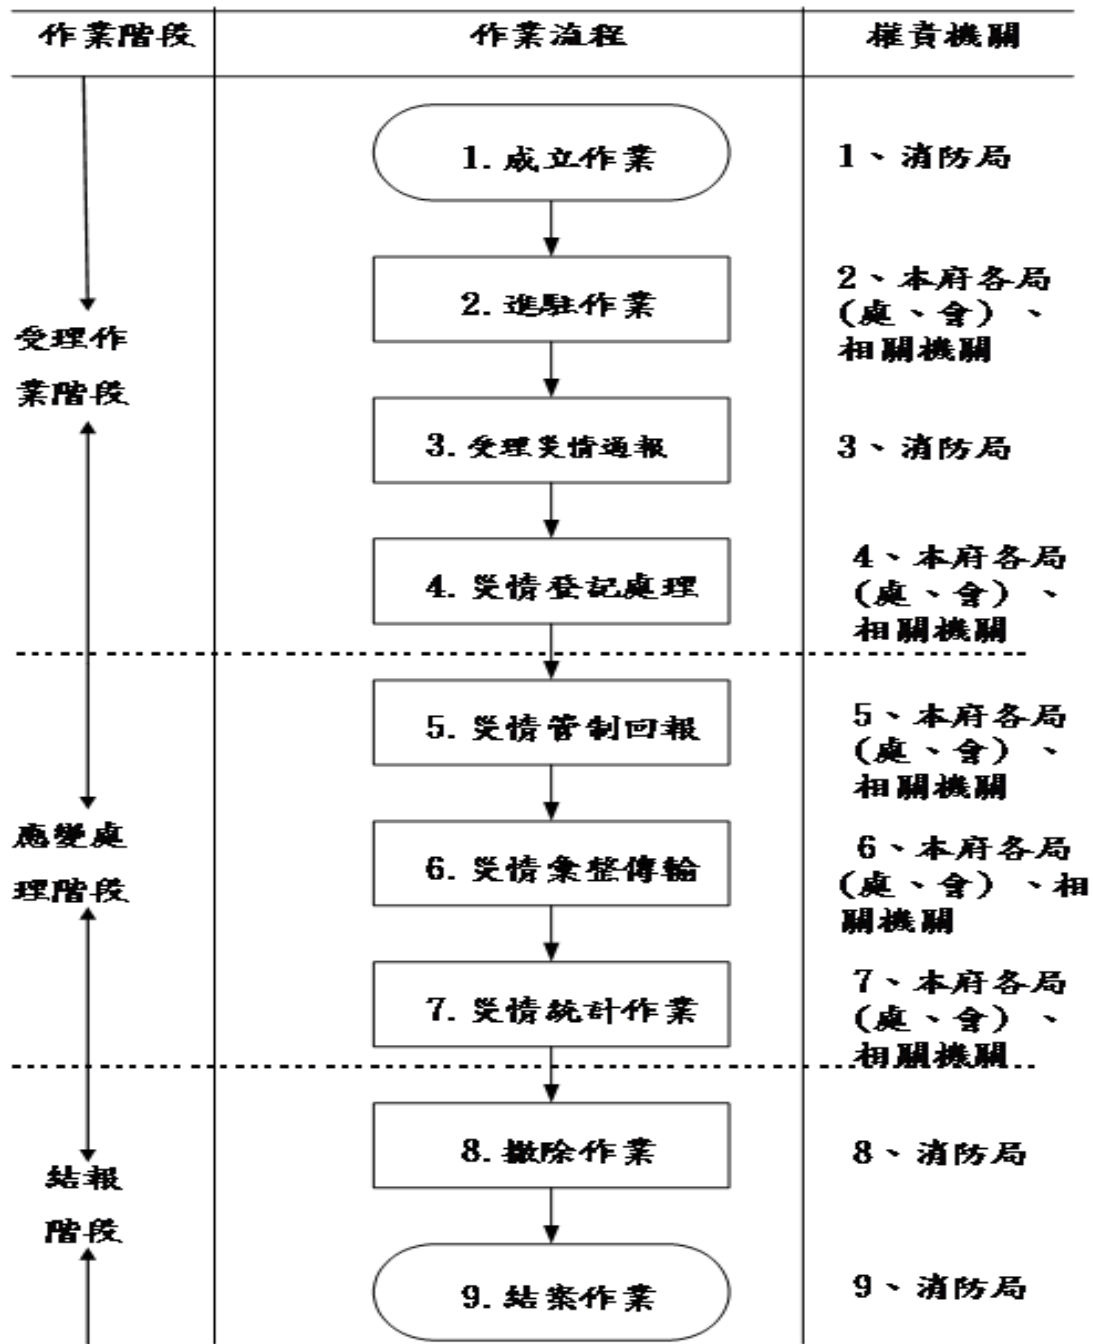 作業階段 作業流程 權責機關
1. 成立作業 1、消防局
2. 進駐作業 2、本府各局
(處、會)、
相關機關
受理作
業階段
3. 受理災情通報 3、消防局
4. 災情登記處理 4、本府各局
(處、會)、
相關機關
5. 災情管制回報 5、本府各局
(處、會)、
相關機關
應變處
理階段
6. 災情彙整傳輸 6、本府各局
(處、會)、相
關機關
7. 災情統計作業 7、本府各局
(處、會)、
相關機關
8. 撤除作業 8、消防局
結報
階段
9. 結案作業 9、消防局